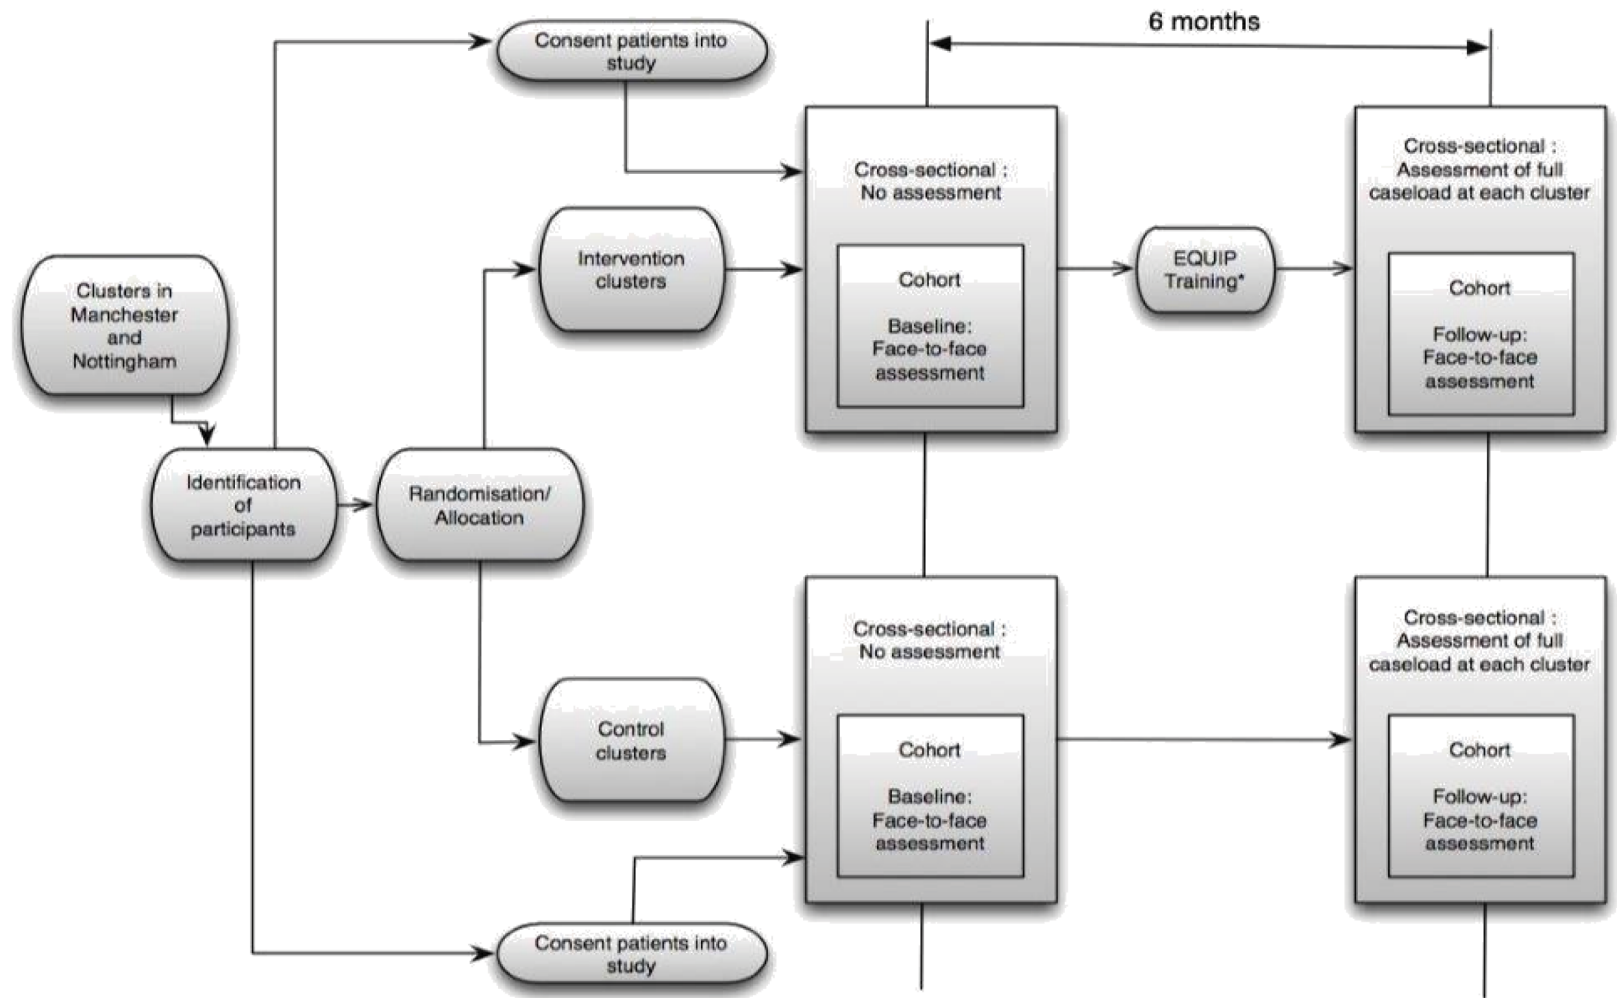 6 months
Consent patients into
study
Cross-sectional :
No assessment
Cross-sectional :
Assessment of full
caseload at each cluster
Clusters in
Manchester
and
Nottingham
Intervention
clusters
Cohort
Baseline:
Face-to-face
assessment
EQUIP
Training*
Cohort
Follow-up:
Face-to-face
assessment
Identification
of
participants
Randomisation/
Allocation
Cross-sectional :
No assessment
Cross-sectional :
Assessment of full
caseload at each cluster
Control
clusters
Cohort
Baseline:
Face-to-face
assessment
Cohort
Follow-up:
Face-to-face
assessment
Consent patients into
study